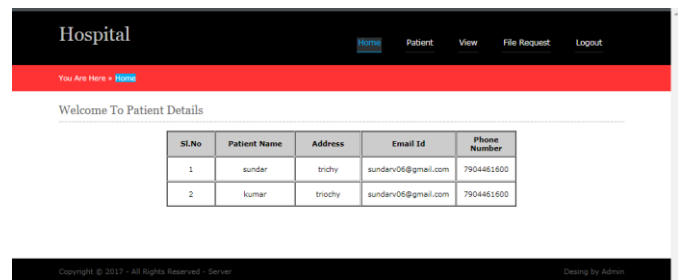 Hospital
Home Patient View File Request Logout
You Are Here » Home
Welcome To Patient Details
Sl.No Patient Name Address Email Id Phone Number
1 sundar trichy sundarv06@gmail.com 7904461600
2 kumar triochy sundarv06@gmail.com 7904461600
Copyright © 2017 - All Rights Reserved - Server Desing by Admin